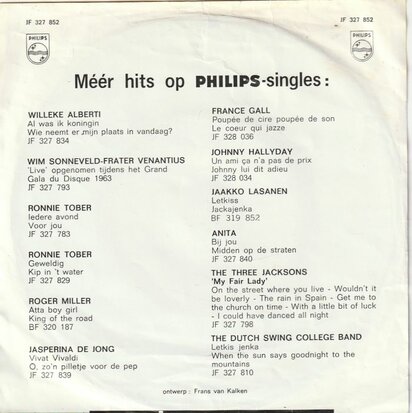 JF 327 852
JF 327 852
PHILIPS
PHILIPS
Méér hits op PHILIPS-singles:
WILLEKE ALBERTI
Al was ik koningin
Wie neemt er mijn plaats in vandaag?
JF 327 834
WIM SONNEVELD-FRATER VENANTIUS
'Live' opgenomen tijdens het Grand
Gala du Disque 1963
JF 327 793
RONNIE TOBER
Iedere avond
Voor jou
JF 327 783
RONNIE TOBER
Geweldig
Kip in 't water
JF 327 829
ROGER MILLER
Atta boy girl
King of the road
BF 320 187
JASPERINA DE JONG
Vivat Vivaldi
O, zo'n pilletje voor de pep
JF 327 839
FRANCE GALL
Poupée de cire poupée de son
Le coeur qui jazze
JF 328 036
JOHNNY HALLYDAY
Un ami ça n'a pas de prix
Johnny lui dit adieu
JF 328 034
JAAKKO LASANEN
Letkiss
Jackajenka
BF 319 852
ANITA
Bij jou
Midden op de straten
JF 327 840
THE THREE JACKSONS
'My Fair Lady'
On the street where you live - Wouldn't it
be loverly - The rain in Spain - Get me to
the church on time - With a little bit of luck
- I could have danced all night
JF 327 798
THE DUTCH SWING COLLEGE BAND
Letkis jenka
When the sun says goodnight to the
mountains
JF 327 810
ontwerp: Frans van Kalken